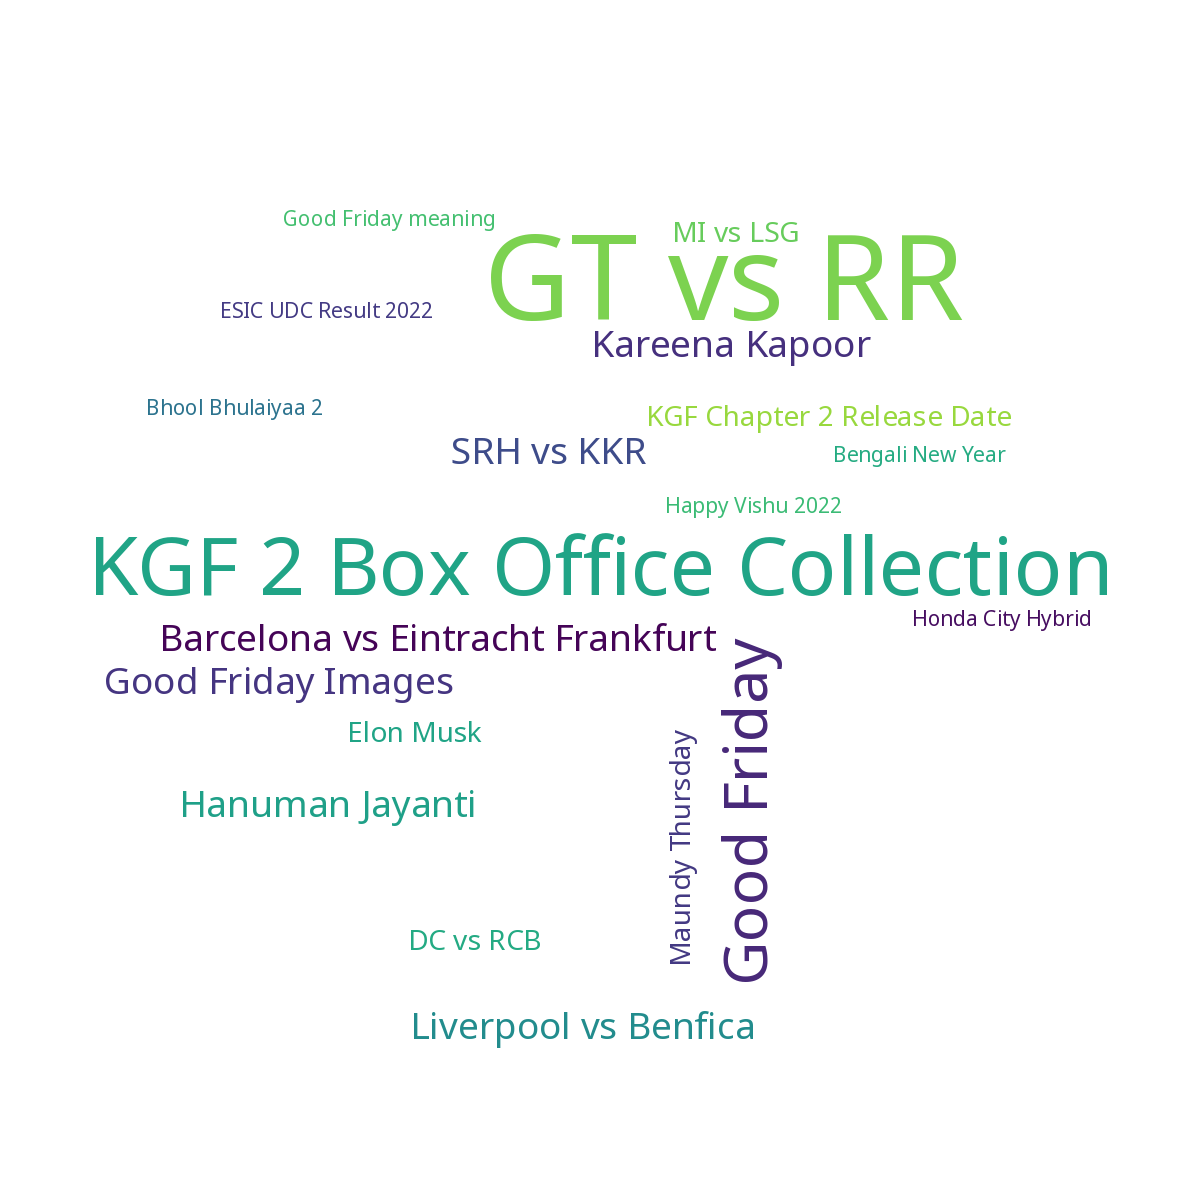 Good Friday meaning
MI vs LSG
GT vs RR
ESIC UDC Result 2022
Kareena Kapoor
Bhool Bhulaiyaa 2
KGF Chapter 2 Release Date
SRH vs KKR
Bengali New Year
Happy Vishu 2022
KGF 2 Box Office Collection
Honda City Hybrid
Barcelona vs Eintracht Frankfurt
Good Friday Images
Elon Musk
Hanuman Jayanti
Maundy Thursday
Good Friday
DC vs RCB
Liverpool vs Benfica